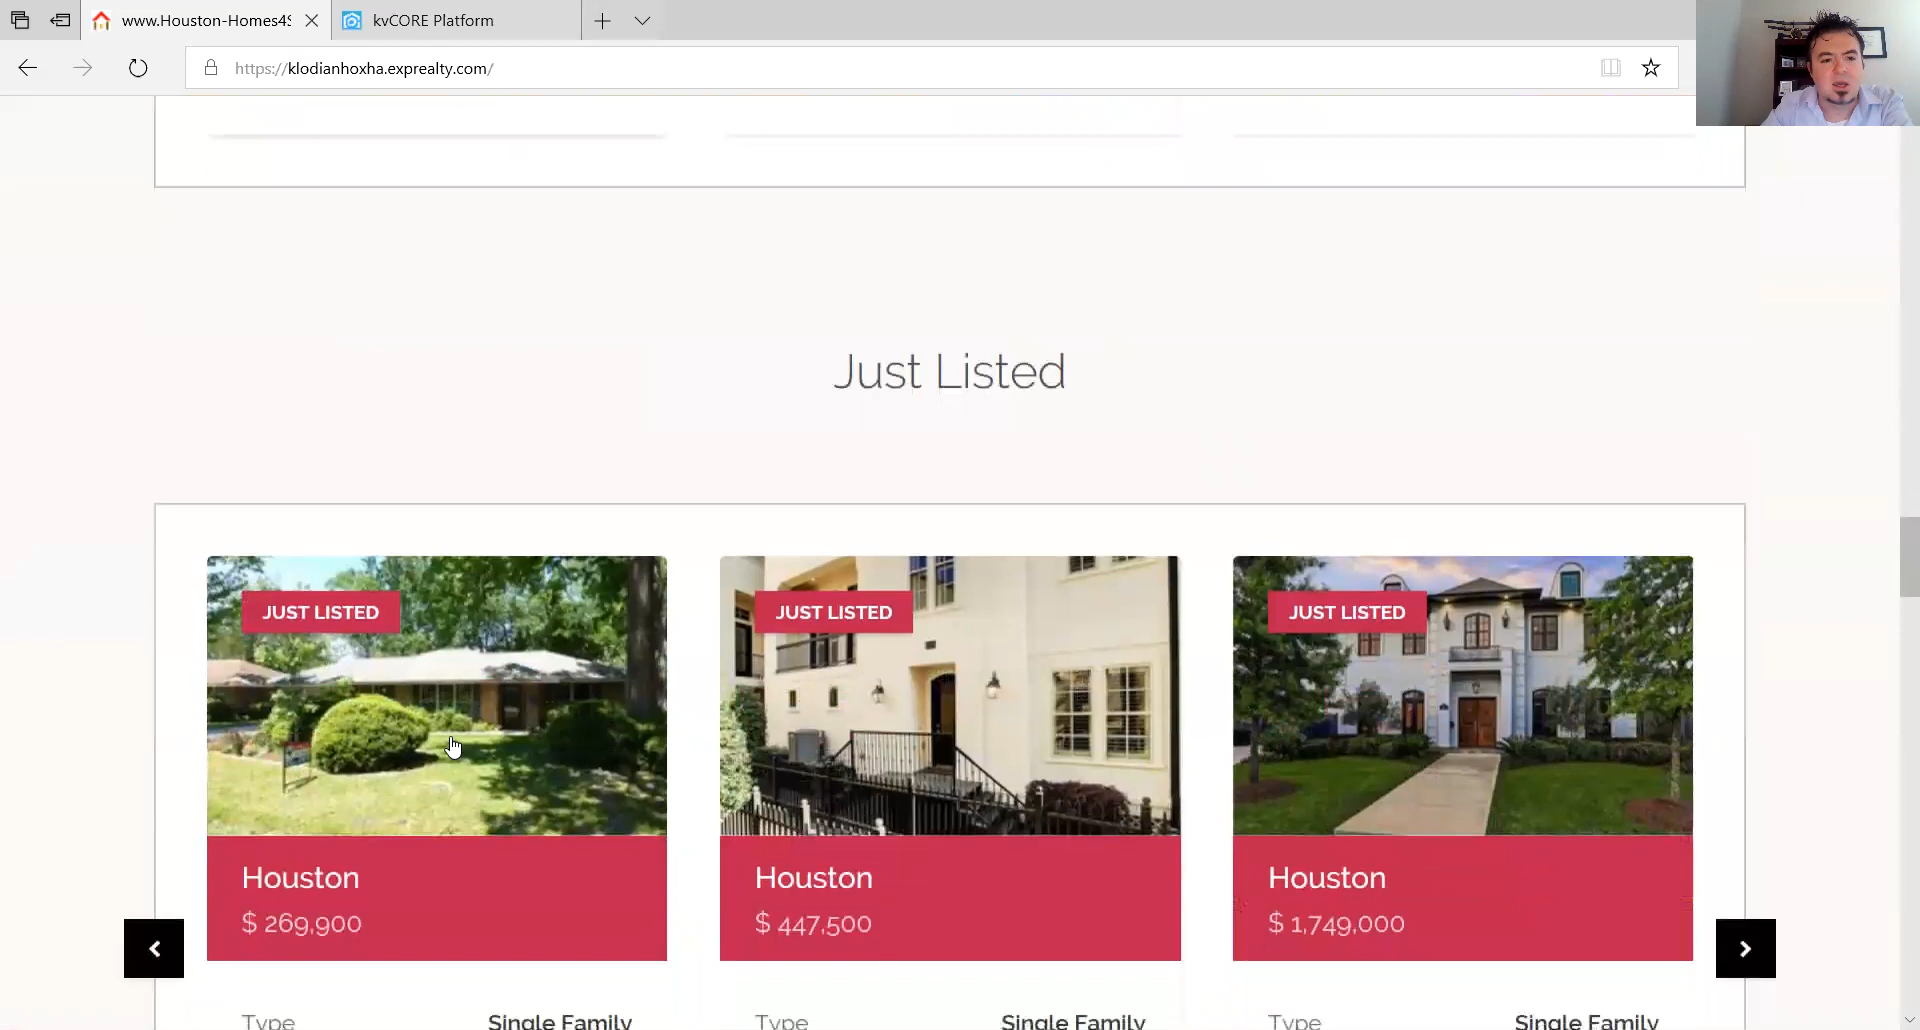 www.Houston-Homes4S
kvCORE Platform
https://klodianhoxha.exprealty.com/
Just Listed
JUST LISTED
JUST LISTED
JUST LISTED
Houston
$ 269,900
Houston
$ 447,500
Houston
$ 1,749,000
Type Single Family
Type Single Family
Type Single Family